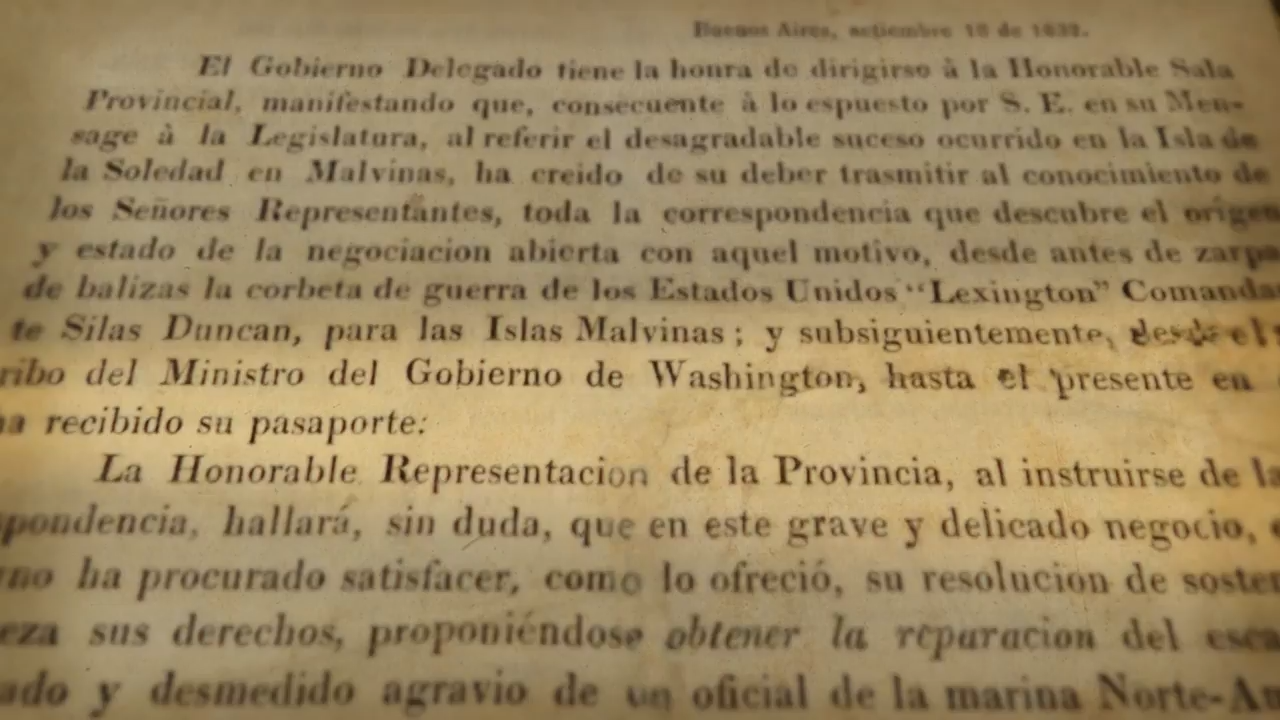 Buenos Aires, setiembre 18 de 1832.
El Gobierno Delegado tiene la honra de dirigirse à la Honorable Sala
Provincial, manifestando que, consecuente à lo espuesto por S. E. en su Men-
sage à la Legislatura, al referir el desagradable suceso ocurrido en la Isla de
la Soledad en Malvinas, ha creido de su deber trasmitir al conocimiento de
los Señores Representantes, toda la correspondencia que descubre el origen
y estado de la negociacion abierta con aquel motivo, desde antes de zarpa
de balizas la corbeta de guerra de los Estados Unidos "Lexington" Comanda
te Silas Duncan, para las Islas Malvinas; y subsiguientemente, desde el
ribo del Ministro del Gobierno de Washington, hasta el presente en
ha recibido su pasaporte:
La Honorable Representacion de la Provincia, al instruirse de la
pondencia, hallará, sin duda, que en este grave y delicado negocio,
no ha procurado satisfacer, como lo ofreció, su resolucion de soster
eza sus derechos, proponiéndose obtener la reparacion del esca
ado y desmedido agravio de un oficial de la marina Norte-Am